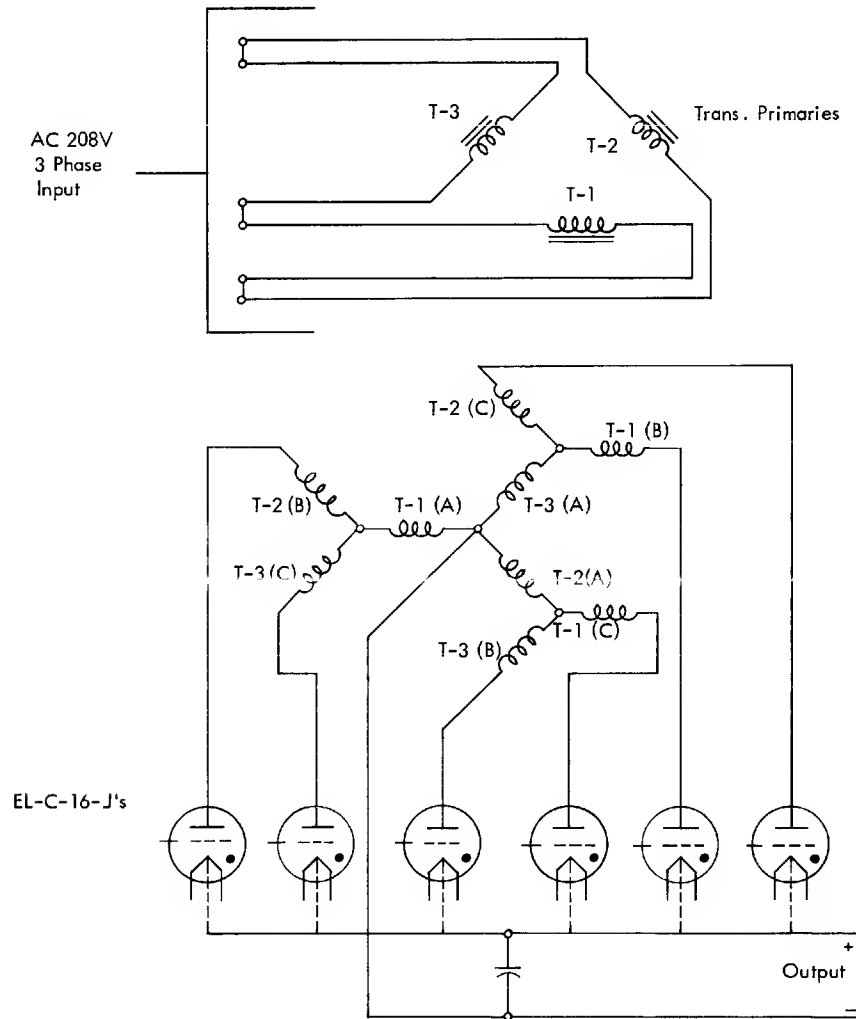 AC 208V
3 Phase
Input
T-3
T-2
Trans. Primaries
T-1
T-2 (C)
T-1 (B)
T-2 (B)
T-1 (A)
T-3 (A)
T-3 (C)
T-2 (A)
T-1 (C)
T-3 (B)
EL-C-16-J's
+
Output
−